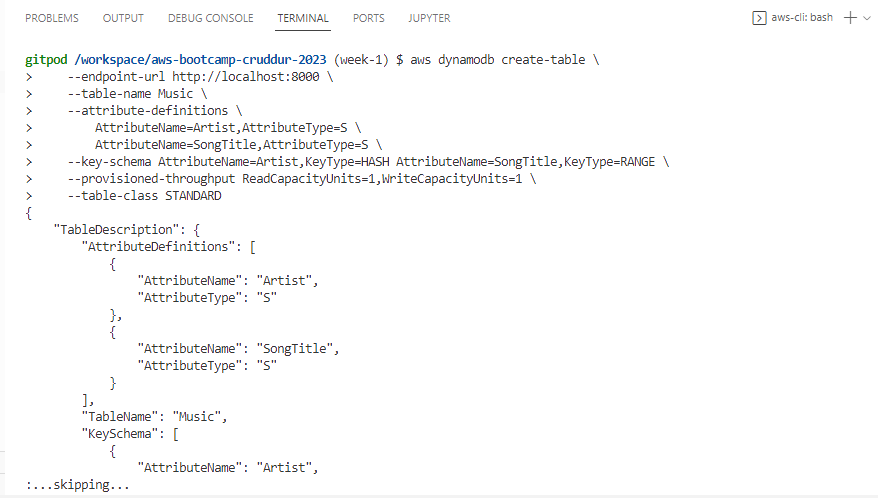 PROBLEMS OUTPUT DEBUG CONSOLE TERMINAL PORTS JUPYTER aws-cli: bash
gitpod /workspace/aws-bootcamp-cruddur-2023 (week-1) $ aws dynamodb create-table \
>     --endpoint-url http://localhost:8000 \
>     --table-name Music \
>     --attribute-definitions \
>         AttributeName=Artist,AttributeType=S \
>         AttributeName=SongTitle,AttributeType=S \
>     --key-schema AttributeName=Artist,KeyType=HASH AttributeName=SongTitle,KeyType=RANGE \
>     --provisioned-throughput ReadCapacityUnits=1,WriteCapacityUnits=1 \
>     --table-class STANDARD
{
    "TableDescription": {
        "AttributeDefinitions": [
            {
                "AttributeName": "Artist",
                "AttributeType": "S"
            },
            {
                "AttributeName": "SongTitle",
                "AttributeType": "S"
            }
        ],
        "TableName": "Music",
        "KeySchema": [
            {
                "AttributeName": "Artist",
:...skipping...